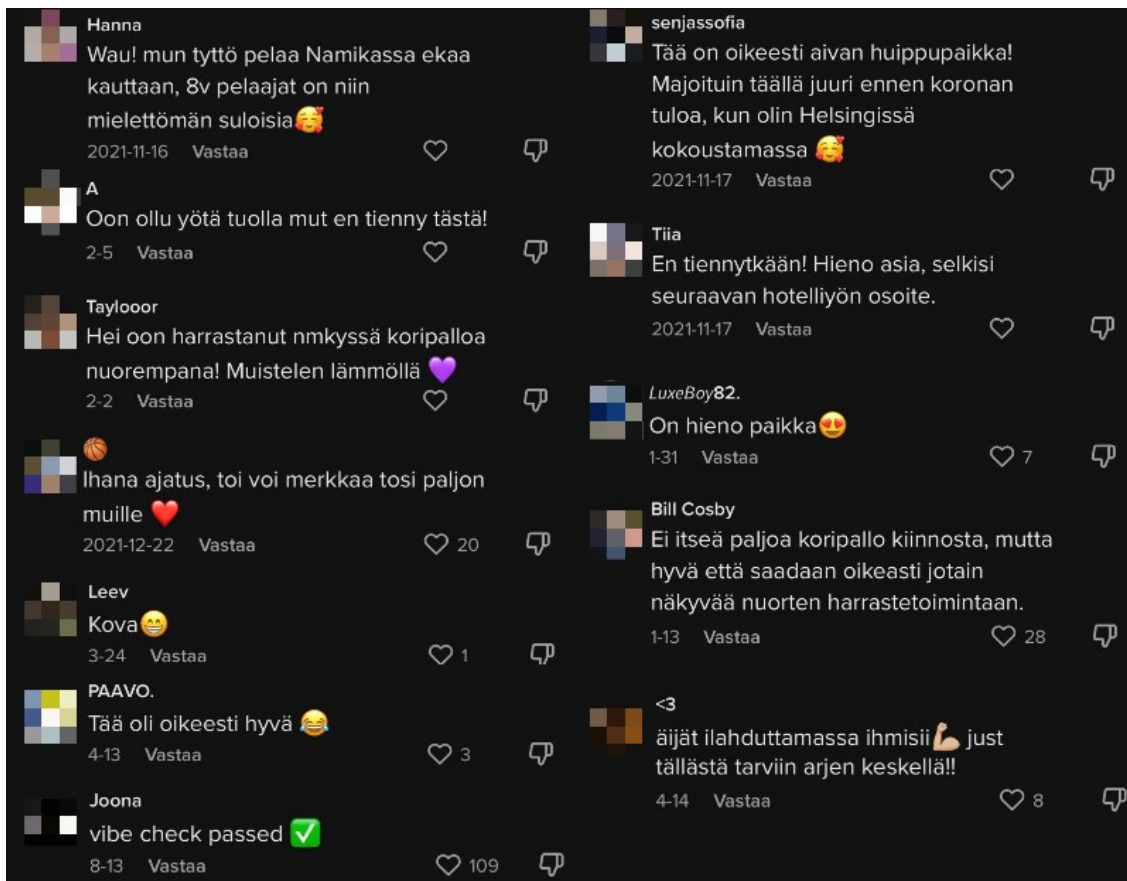 Hanna
Wau! mun tyttö pelaa Namikassa ekaa
kauttaan, 8v pelaajat on niin
mielettömän suloisia🥰
2021-11-16 Vastaa
A
Oon ollu yötä tuolla mut en tienny tästä!
2-5 Vastaa
Taylooor
Hei oon harrastanut nmkyssä koripalloa
nuorempana! Muistelen lämmöllä 💜
2-2 Vastaa
🏀
Ihana ajatus, toi voi merkkaa tosi paljon
muille ❤️
2021-12-22 Vastaa 20
Leev
Kova😁
3-24 Vastaa 1
PAAVO.
Tää oli oikeesti hyvä 😂
4-13 Vastaa 3
Joona
vibe check passed ✅
8-13 Vastaa 109
senjassofia
Tää on oikeesti aivan huippupaikka!
Majoituin täällä juuri ennen koronan
tuloa, kun olin Helsingissä
kokoustamassa 🥰
2021-11-17 Vastaa
Tiia
En tiennytkään! Hieno asia, selkisi
seuraavan hotelliyön osoite.
2021-11-17 Vastaa
LuxeBoy82.
On hieno paikka😍
1-31 Vastaa 7
Bill Cosby
Ei itseä paljoa koripallo kiinnosta, mutta
hyvä että saadaan oikeasti jotain
näkyvää nuorten harrastetoimintaan.
1-13 Vastaa 28
<3
äijät ilahduttamassa ihmisii💪🏼 just
tällästä tarviin arjen keskellä!!
4-14 Vastaa 8